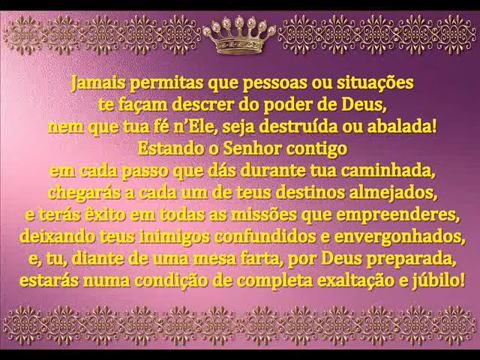 Jamais permitas que pessoas ou situações
te façam descrer do poder de Deus,
nem que tua fé n’Ele, seja destruída ou abalada!
Estando o Senhor contigo
em cada passo que dás durante tua caminhada,
chegarás a cada um de teus destinos almejados,
e terás êxito em todas as missões que empreenderes,
deixando teus inimigos confundidos e envergonhados,
e, tu, diante de uma mesa farta, por Deus preparada,
estarás numa condição de completa exaltação e júbilo!